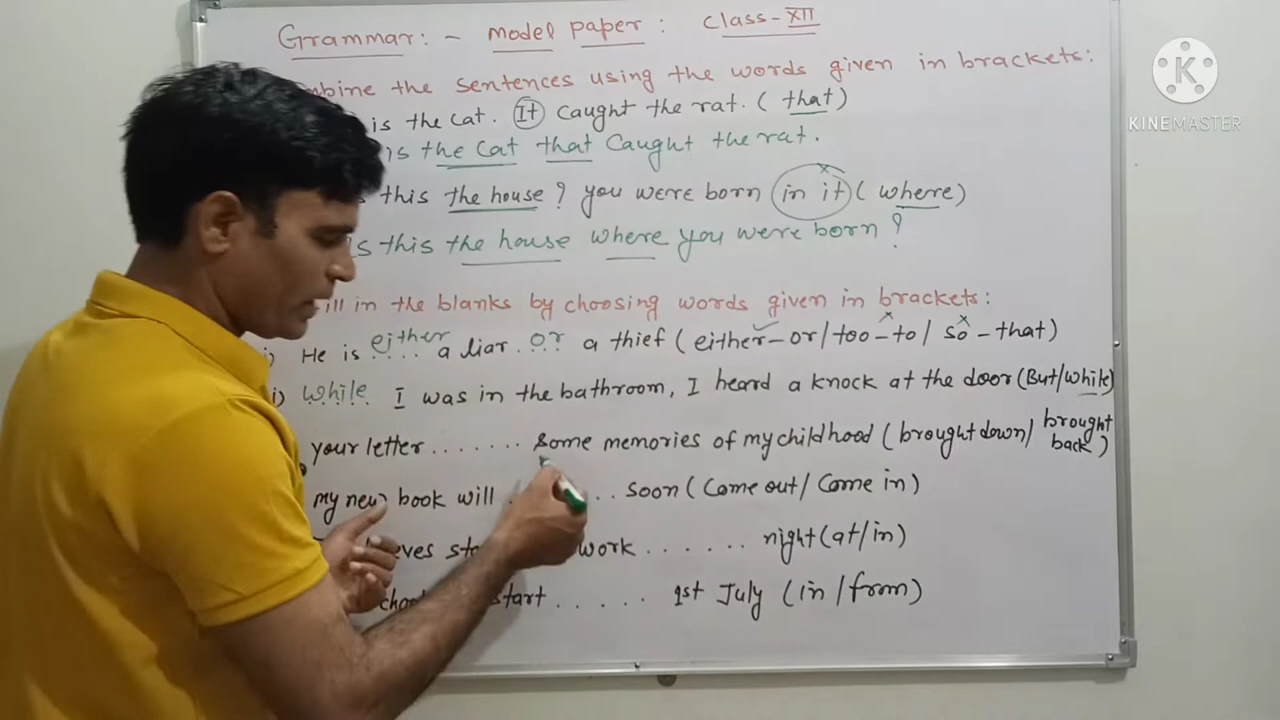 Grammar: - model paper : Class-XII
the sentences using the words given in brackets:
is the cat. It caught the rat. (that)
is the cat that caught the rat.
this the house? you were born in it (where)
is this the house where you were born?
in the blanks by choosing words given in brackets:
i) He is either a liar or a thief (either-or/too-to/so-that)
i) while I was in the bathroom, I heard a knock at the door (But/while)
your letter ....... some memories of my childhood (brought down/brought back)
my new book will . .. soon (Come out/Come in)
work ...... night (at/in)
start ..... 1st July (in/from)
K
KINEMASTER